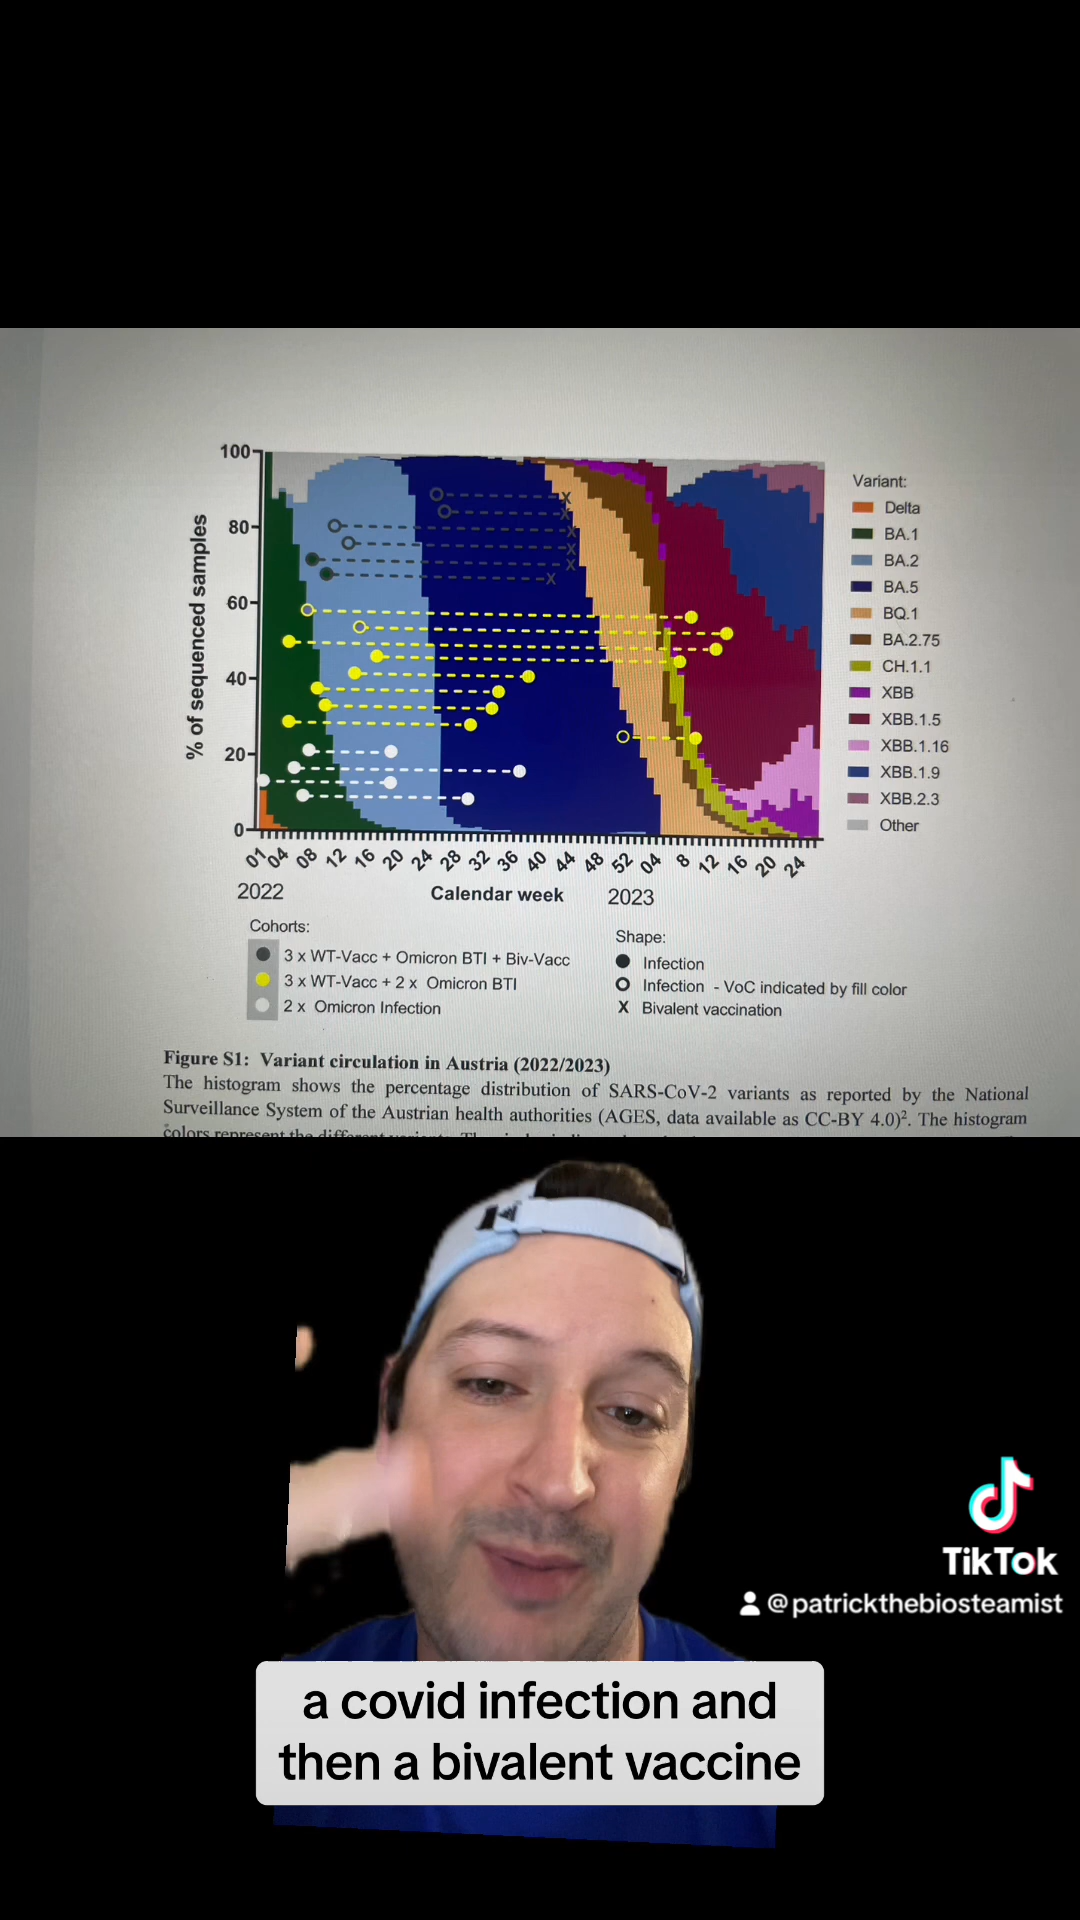 100
80
60
40
20
0
% of sequenced samples
01 04 08 12 16 20 24 28 32 36 40 44 48 52 04 8 12 16 20 24
2022 Calendar week 2023
Variant:
Delta
BA.1
BA.2
BA.5
BQ.1
BA.2.75
CH.1.1
XBB
XBB.1.5
XBB.1.16
XBB.1.9
XBB.2.3
Other
Cohorts:
3 x WT-Vacc + Omicron BTI + Biv-Vacc
3 x WT-Vacc + 2 x Omicron BTI
2 x Omicron Infection
Shape:
Infection
Infection - VoC indicated by fill color
X Bivalent vaccination
Figure S1: Variant circulation in Austria (2022/2023)
The histogram shows the percentage distribution of SARS-CoV-2 variants as reported by the National
Surveillance System of the Austrian health authorities (AGES, data available as CC-BY 4.0)². The histogram
colors represent the different
TikTok
@patrickthebiosteamist
a covid infection and
then a bivalent vaccine